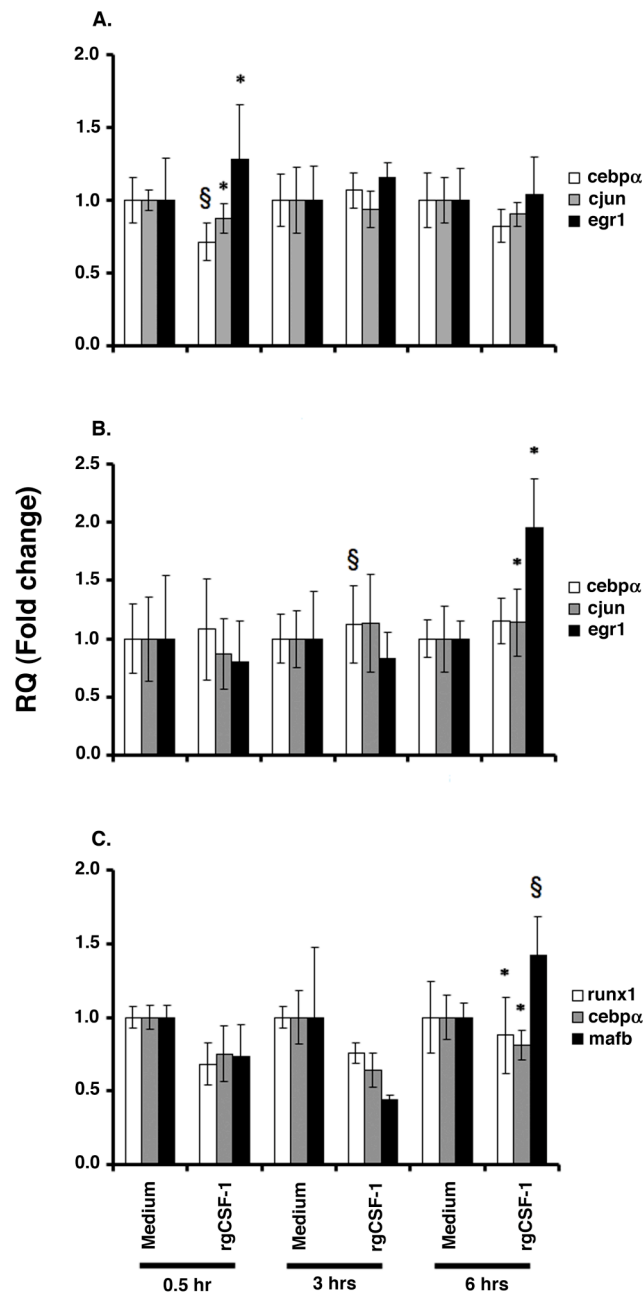 A.
2.0
1.5
1.0
0.5
0.0
§
*
*
cebpα
cjun
egr1
B.
2.5
2.0
1.5
1.0
0.5
0.0
§
*
*
cebpα
cjun
egr1
RQ (Fold change)
C.
2.0
1.5
1.0
0.5
0.0
*
*
§
runx1
cebpα
mafb
Medium
rgCSF-1
Medium
rgCSF-1
Medium
rgCSF-1
0.5 hr
3 hrs
6 hrs